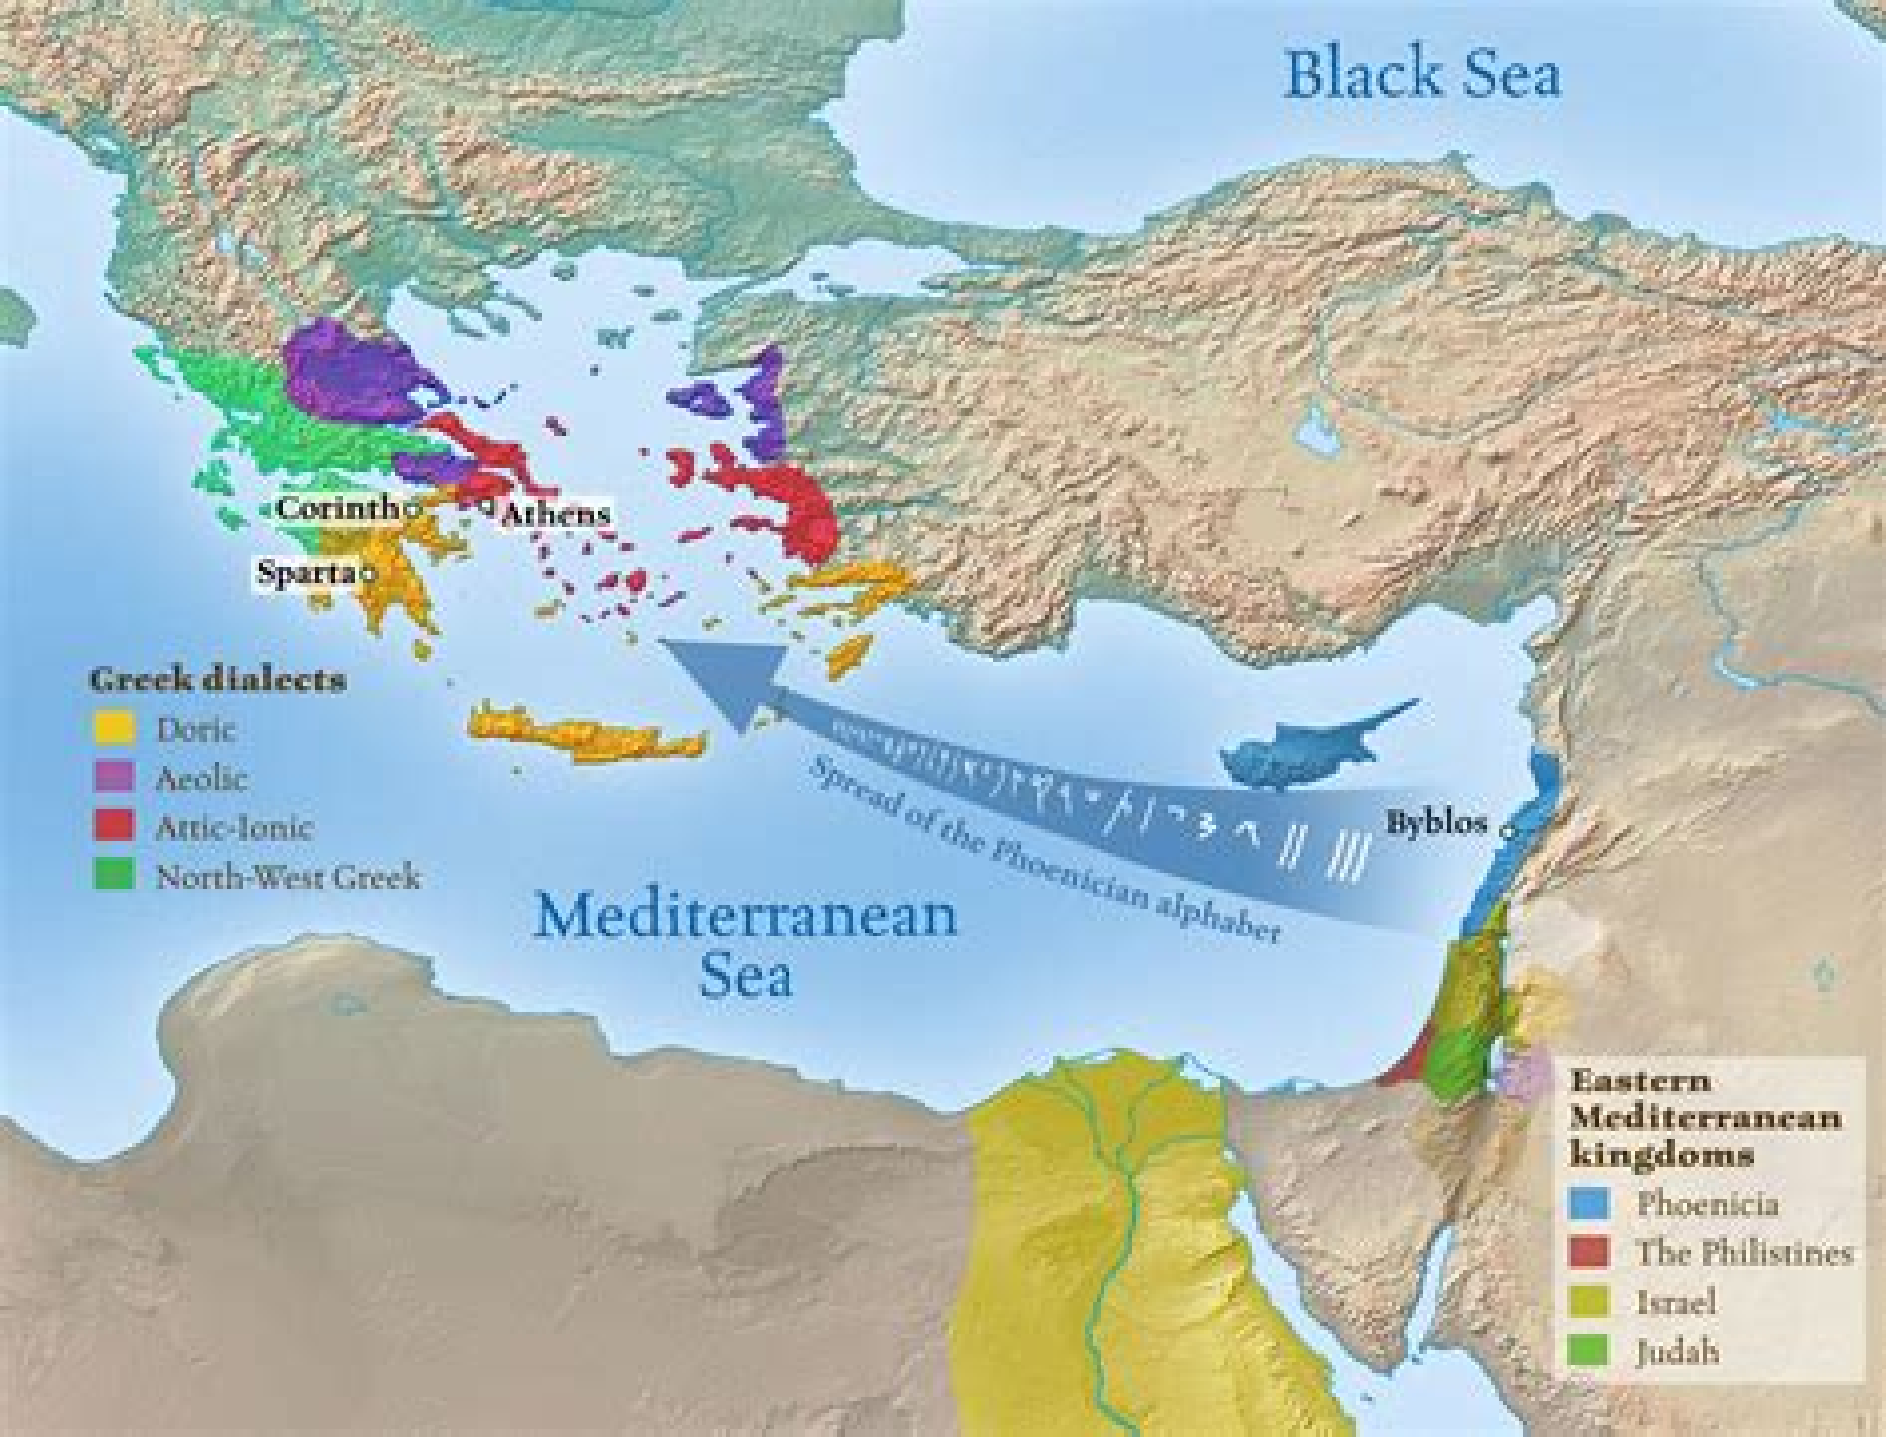 Black Sea
Corinth
Athens
Sparta
Greek dialects
Doric
Aeolic
Attic-Ionic
North-West Greek
Spread of the Phoenician alphabet
Byblos
Mediterranean
Sea
Eastern
Mediterranean
kingdoms
Phoenicia
The Philistines
Israel
Judah